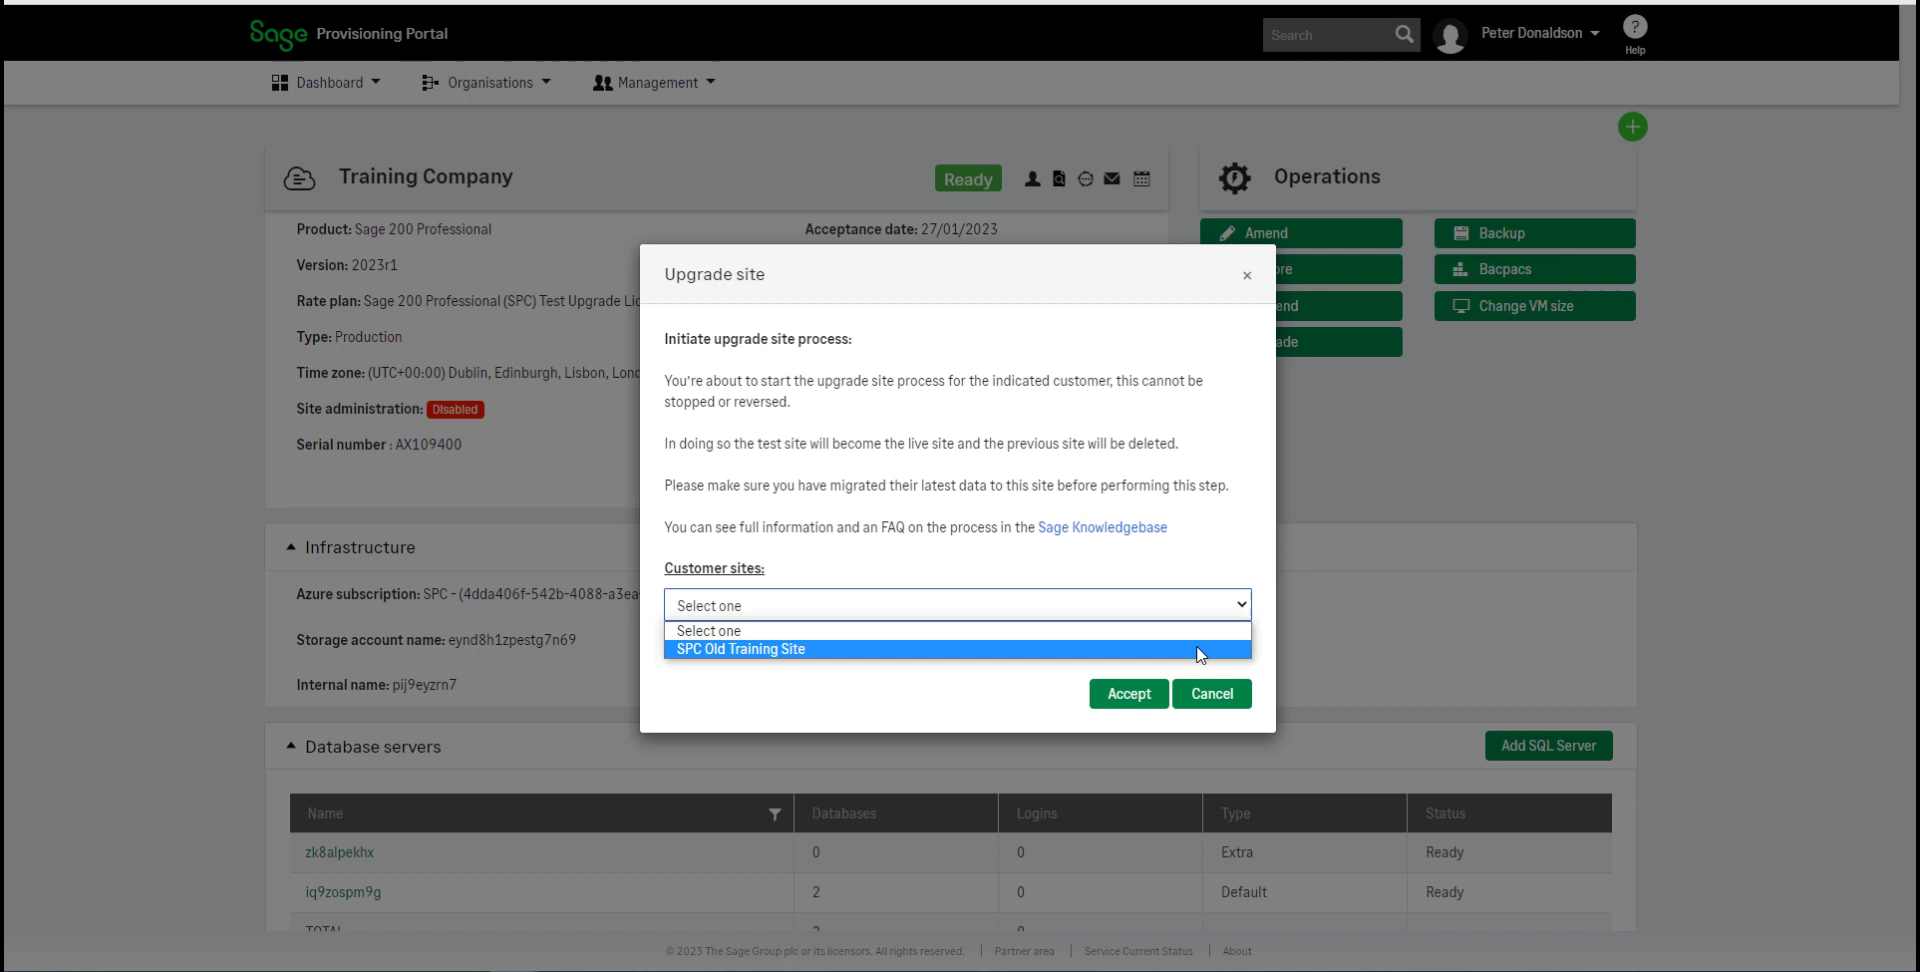 Sage Provisioning Portal
Search
Peter Donaldson
?
Help
Dashboard
Organisations
Management
Training Company
Ready
Operations
Product: Sage 200 Professional
Acceptance date: 27/01/2023
Amend
Backup
Version: 2023r1
Upgrade site
×
ore
Bacpacs
Rate plan: Sage 200 Professional (SPC) Test Upgrade Lic
end
Change VM size
Type: Production
Initiate upgrade site process:
ade
Time zone: (UTC+00:00) Dublin, Edinburgh, Lisbon, Lond
You're about to start the upgrade site process for the indicated customer, this cannot be
stopped or reversed.
Site administration: Disabled
Serial number : AX109400
In doing so the test site will become the live site and the previous site will be deleted.
Please make sure you have migrated their latest data to this site before performing this step.
You can see full information and an FAQ on the process in the Sage Knowledgebase
Infrastructure
Customer sites:
Azure subscription: SPC - (4dda406f-542b-4088-a3ea
Select one
Select one
Storage account name: eynd8h1zpestg7n69
SPC Old Training Site
Internal name: pij9eyzrn7
Accept
Cancel
Database servers
Add SQL Server
Name
Databases
Logins
Type
Status
zk8alpekhx
0
0
Extra
Ready
iq9zospm9g
2
0
Default
Ready
TOTAL
2
0
© 2023 The Sage Group plc or its licensors. All rights reserved. | Partner area | Service Current Status | About